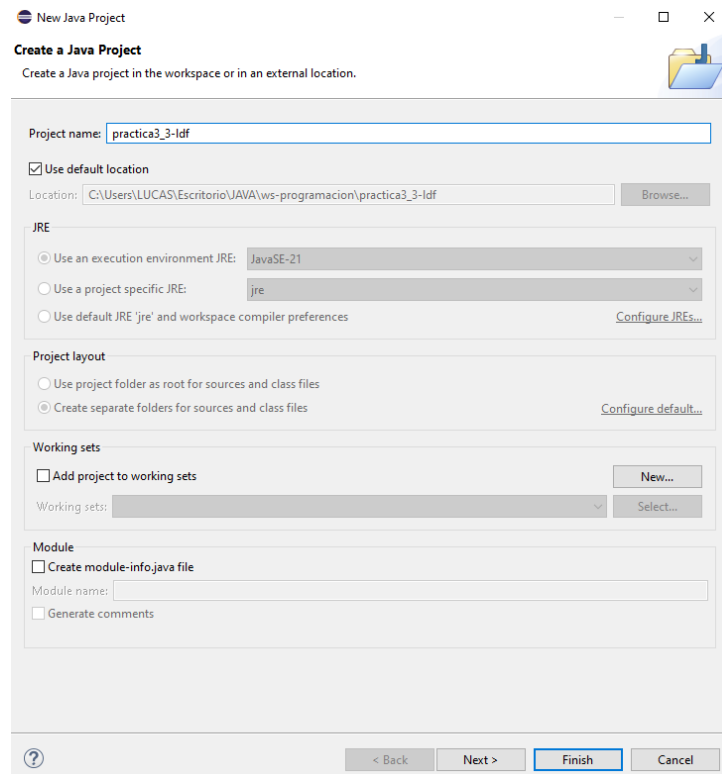 New Java Project
Create a Java Project
Create a Java project in the workspace or in an external location.
Project name: practica3_3-ldf
Use default location
Location: C:\Users\LUCAS\Escritorio\JAVA\ws-programacion\practica3_3-ldf Browse...
JRE
Use an execution environment JRE: JavaSE-21
Use a project specific JRE: jre
Use default JRE 'jre' and workspace compiler preferences Configure JREs...
Project layout
Use project folder as root for sources and class files
Create separate folders for sources and class files Configure default...
Working sets
Add project to working sets New...
Working sets: Select...
Module
Create module-info.java file
Module name:
Generate comments
? < Back Next > Finish Cancel